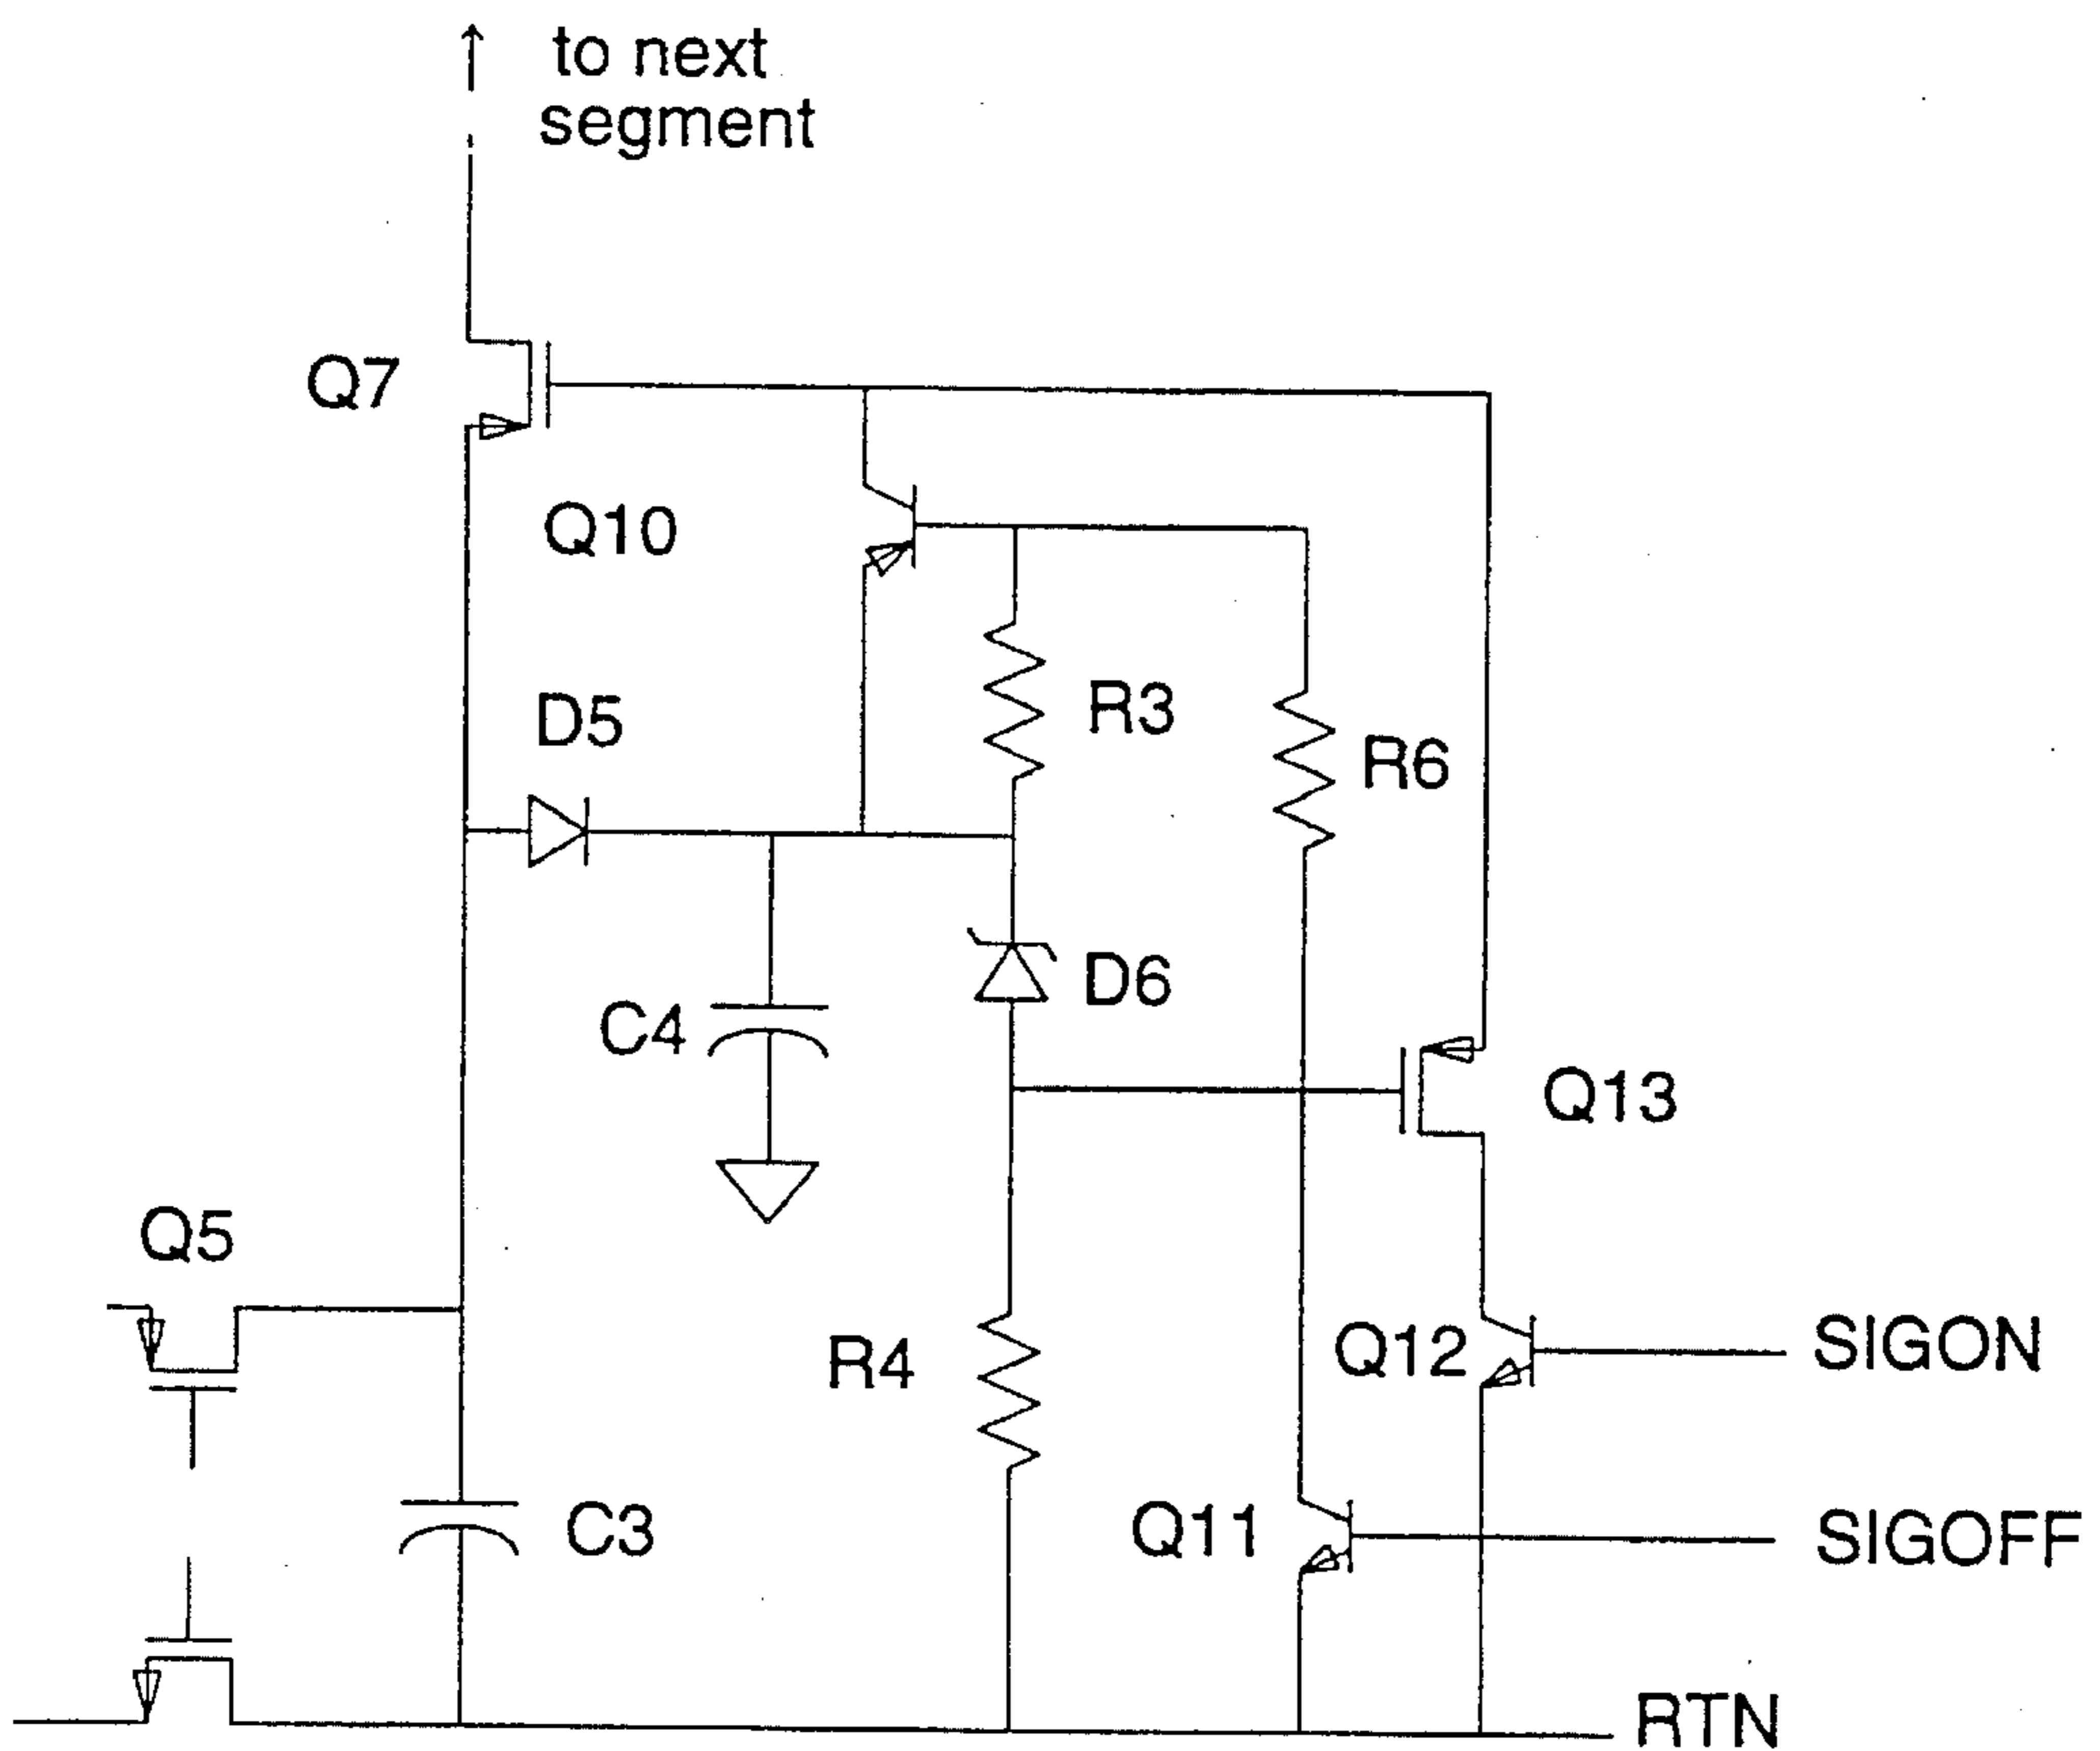 to next
segment
Q7
Q10
D5
R3
R6
D6
C4
Q13
Q5
R4
Q12
SIGON
C3
Q11
SIGOFF
RTN